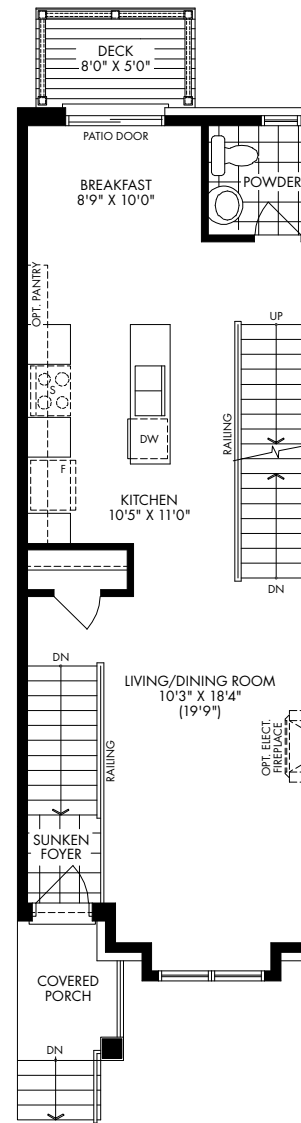 DECK
8'0" X 5'0"
PATIO DOOR
POWDER
BREAKFAST
8'9" X 10'0"
OPT. PANTRY
UP
S
RAILING
DW
F
KITCHEN
10'5" X 11'0"
DN
DN
LIVING/DINING ROOM
10'3" X 18'4"
(19'9")
RAILING
OPT. ELECT.
FIREPLACE
SUNKEN
FOYER
COVERED
PORCH
DN